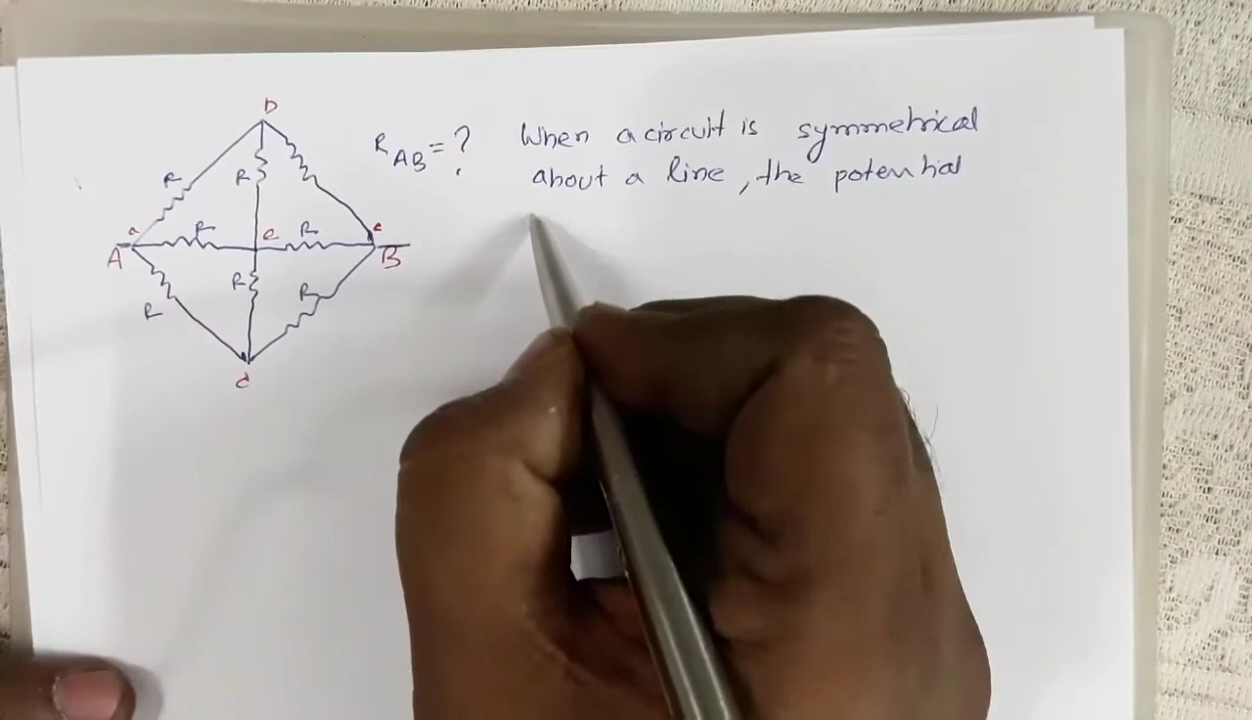 D
R_AB = ? When a circuit is symmetrical
about a line, the potential
R
R
a
R
e
R
e
A
B
R
R
R
d